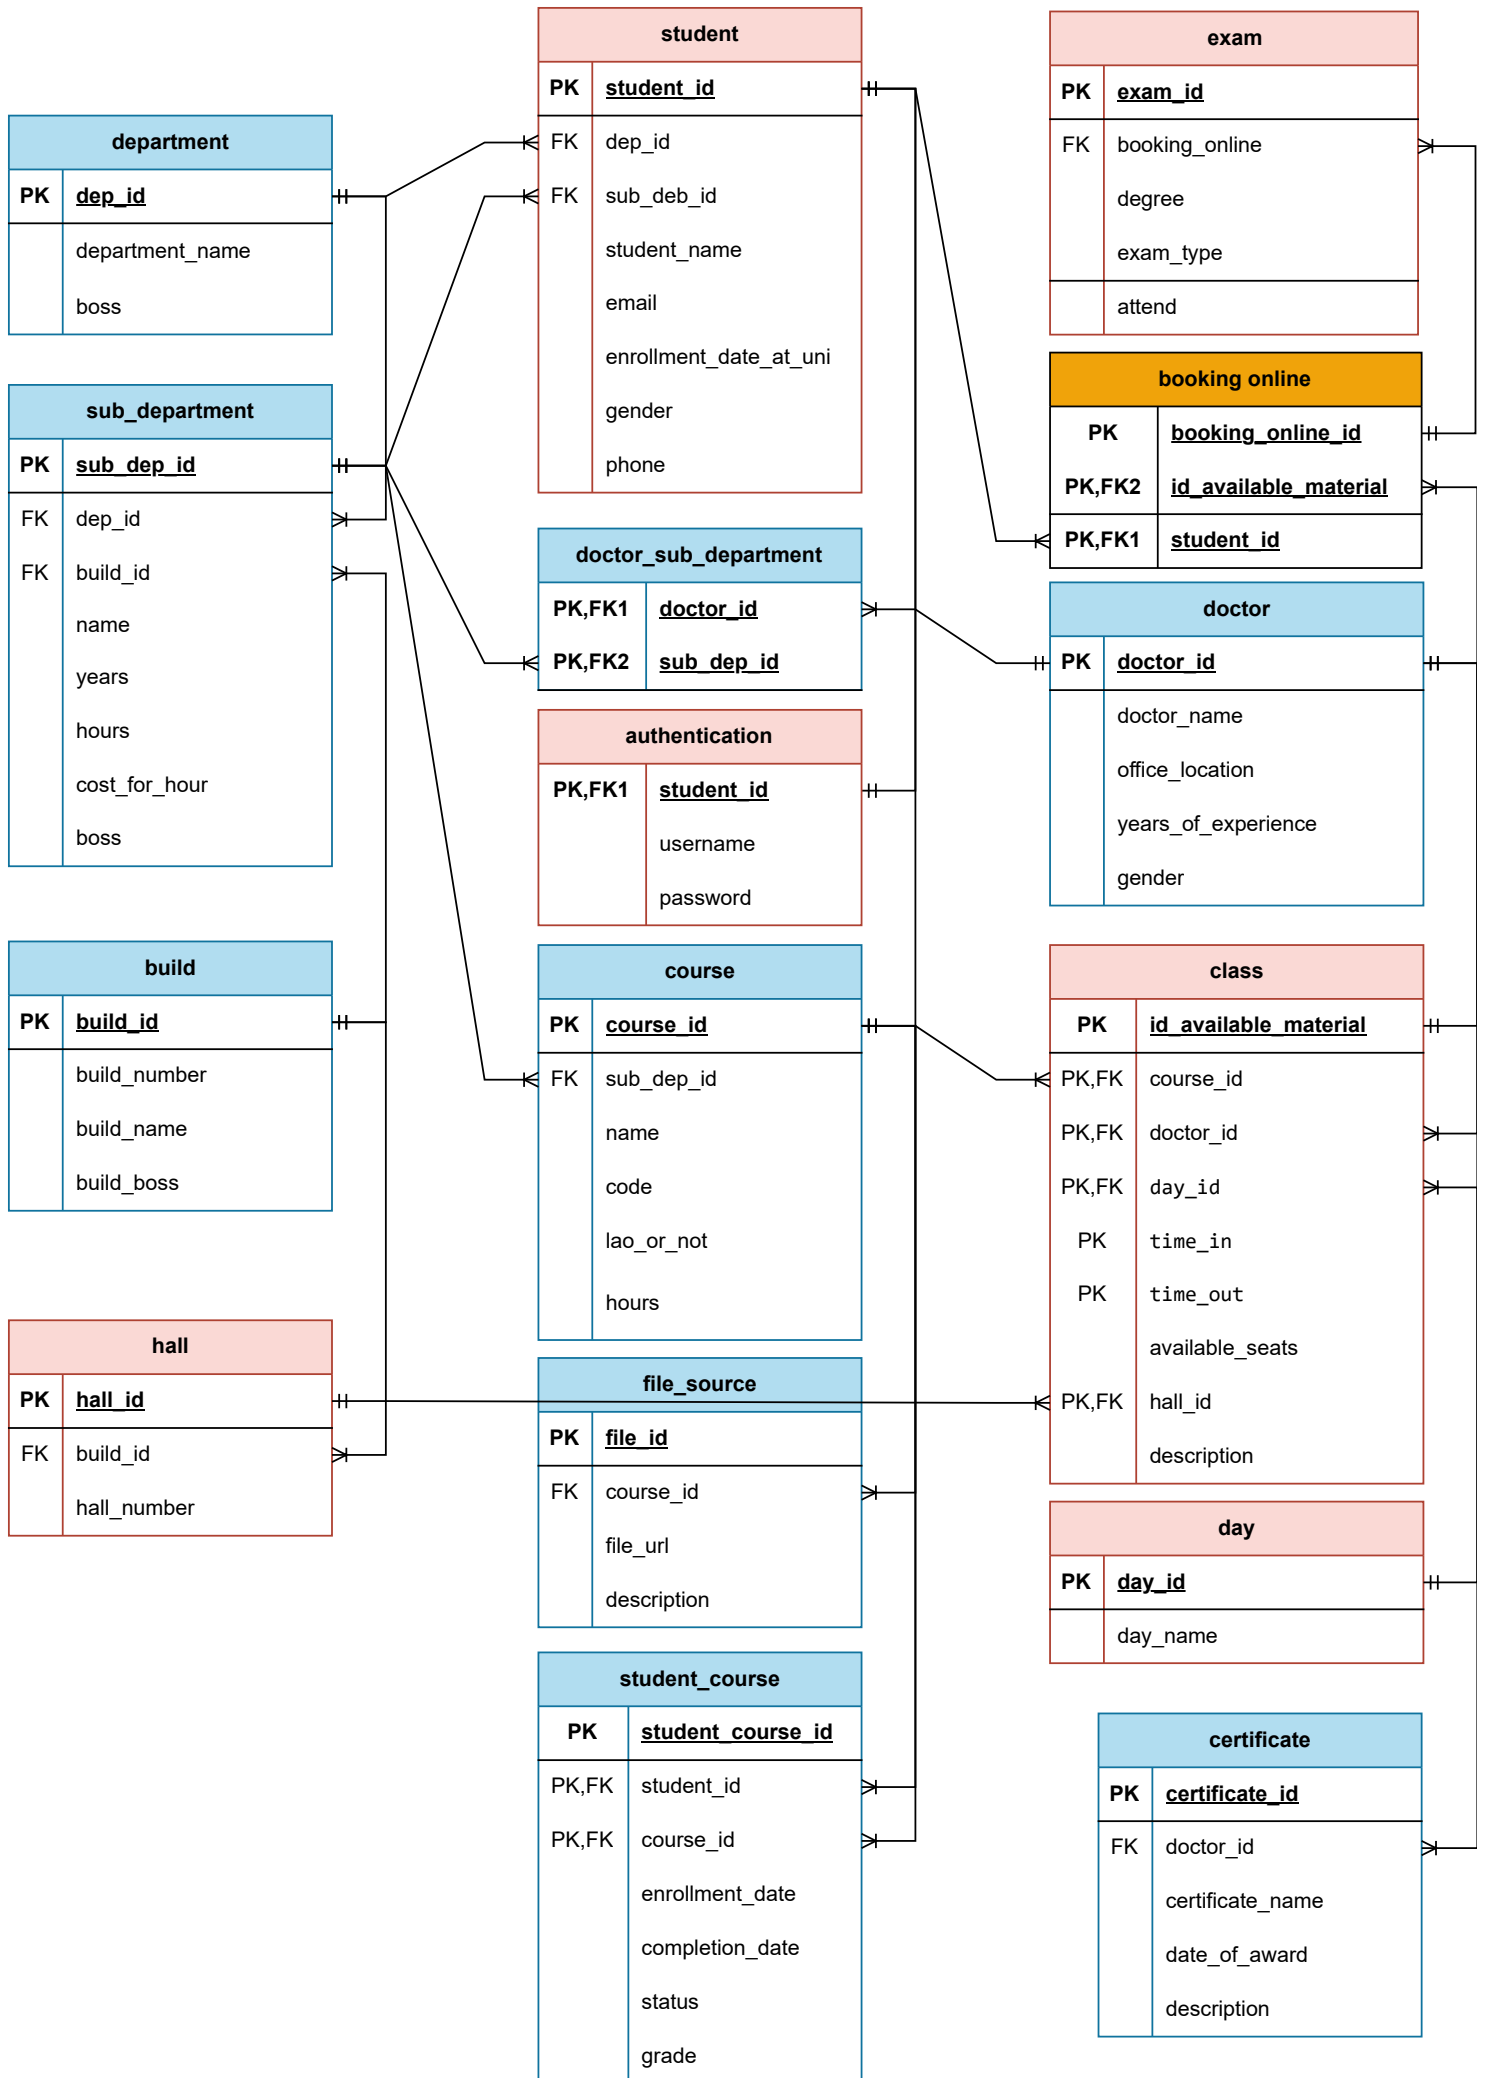 department
PK dep_id
department_name
boss
sub_department
PK sub_dep_id
FK dep_id
FK build_id
name
years
hours
cost_for_hour
boss
build
PK build_id
build_number
build_name
build_boss
hall
PK hall_id
FK build_id
hall_number
student
PK student_id
FK dep_id
FK sub_deb_id
student_name
email
enrollment_date_at_uni
gender
phone
doctor_sub_department
PK,FK1 doctor_id
PK,FK2 sub_dep_id
authentication
PK,FK1 student_id
username
password
course
PK course_id
FK sub_dep_id
name
code
lao_or_not
hours
file_source
PK file_id
FK course_id
file_url
description
student_course
PK student_course_id
PK,FK student_id
PK,FK course_id
enrollment_date
completion_date
status
grade
exam
PK exam_id
FK booking_online
degree
exam_type
attend
booking online
PK booking_online_id
PK,FK2 id_available_material
PK,FK1 student_id
doctor
PK doctor_id
doctor_name
office_location
years_of_experience
gender
class
PK id_available_material
PK,FK course_id
PK,FK doctor_id
PK,FK day_id
PK time_in
PK time_out
available_seats
PK,FK hall_id
description
day
PK day_id
day_name
certificate
PK certificate_id
FK doctor_id
certificate_name
date_of_award
description